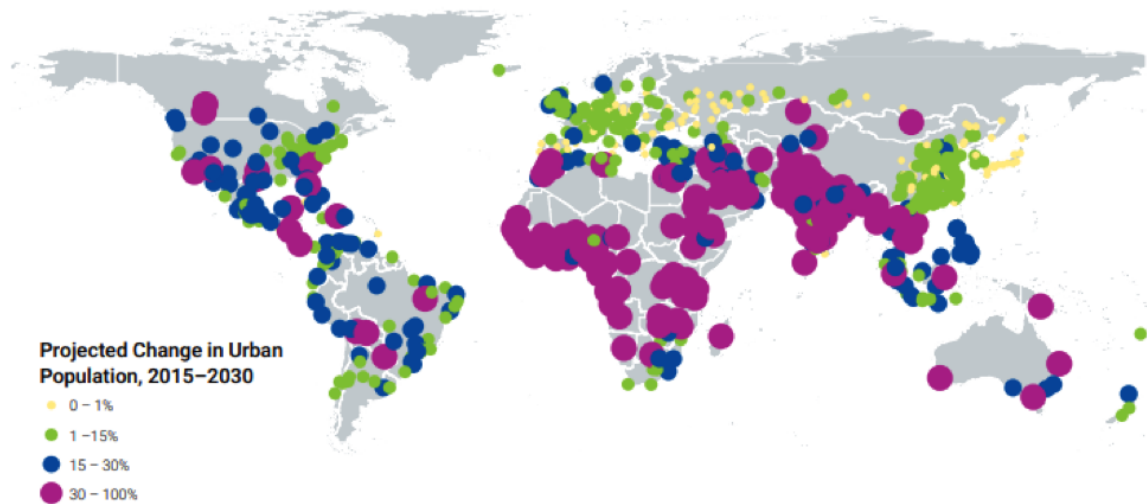 Projected Change in Urban
Population, 2015–2030
0 – 1%
1 –15%
15 – 30%
30 – 100%